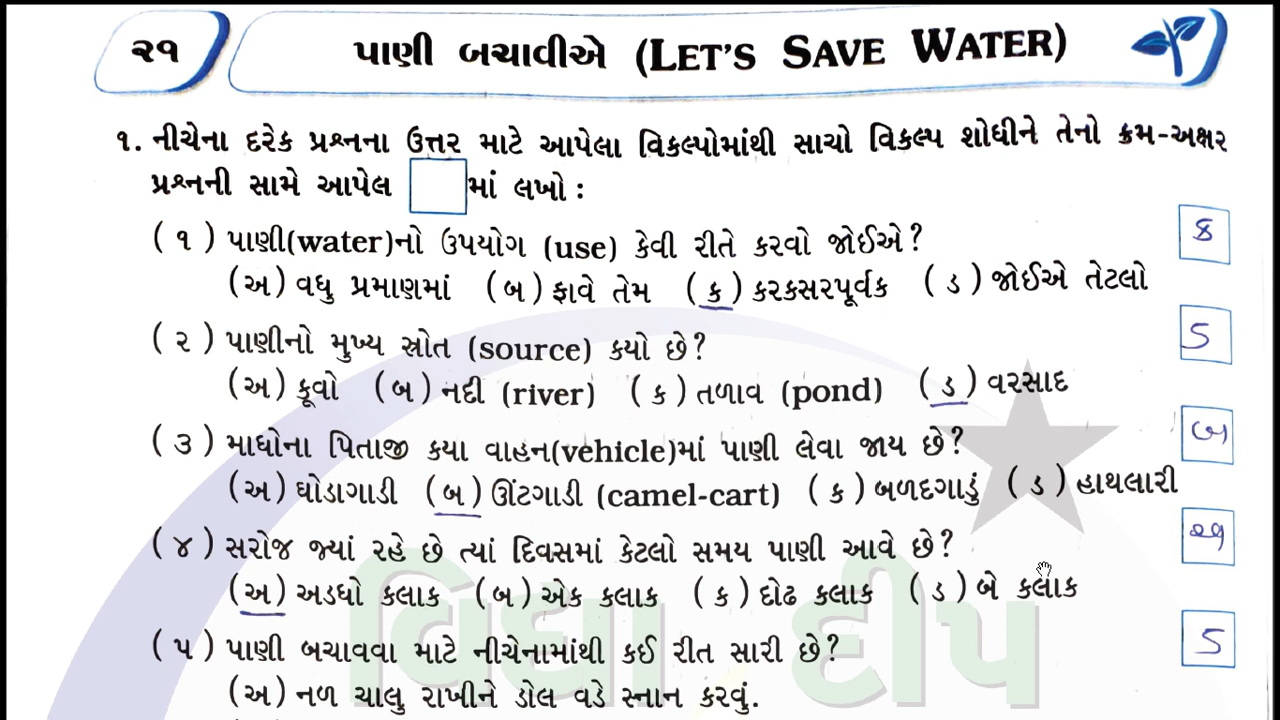 ૨૧ પાણી બચાવીએ (LET'S SAVE WATER)
૧. નીચેના દરેક પ્રશ્નના ઉત્તર માટે આપેલા વિકલ્પોમાંથી સાચો વિકલ્પ શોધીને તેનો ક્રમ-અક્ષર
પ્રશ્નની સામે આપેલ માં લખો :
(૧) પાણી(water)નો ઉપયોગ (use) કેવી રીતે કરવો જોઈએ? ક
(અ) વધુ પ્રમાણમાં (બ) ફાવે તેમ (ક) કરકસરપૂર્વક (ડ) જોઈએ તેટલો
(૨) પાણીનો મુખ્ય સ્રોત (source) કયો છે? ડ
(અ) કૂવો (બ) નદી (river) (ક) તળાવ (pond) (ડ) વરસાદ
(૩) માધોના પિતાજી કયા વાહન(vehicle)માં પાણી લેવા જાય છે? બ
(અ) ઘોડાગાડી (બ) ઊંટગાડી (camel-cart) (ક) બળદગાડું (ડ) હાથલારી
(૪) સરોજ જ્યાં રહે છે ત્યાં દિવસમાં કેટલો સમય પાણી આવે છે? અ
(અ) અડધો કલાક (બ) એક કલાક (ક) દોઢ કલાક (ડ) બે કલાક
(૫) પાણી બચાવવા માટે નીચેનામાંથી કઈ રીત સારી છે? ડ
(અ) નળ ચાલુ રાખીને ડોલ વડે સ્નાન કરવું.
વિદ્યા દીપ